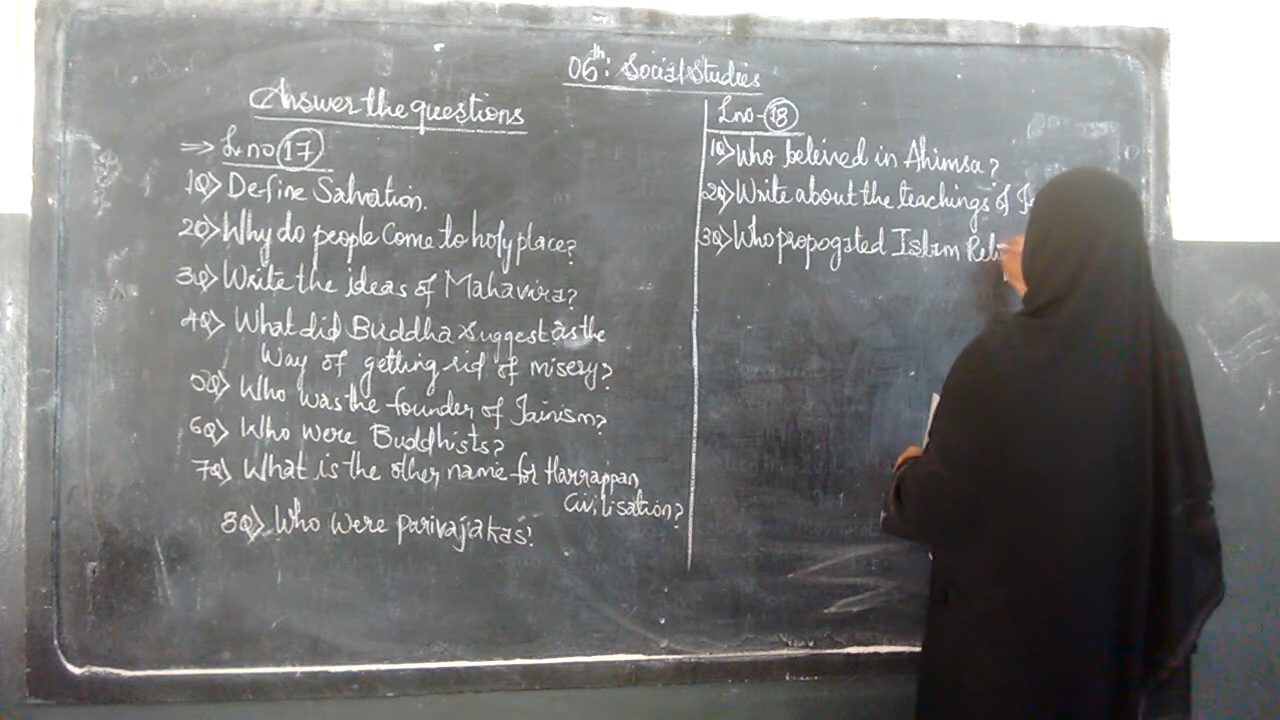 06th: Social Studies
Answer the questions
⇒ L no 17
1Q> Define Salvation.
2Q> Why do people come to holy place?
3Q> Write the ideas of Mahavira?
4Q> What did Buddha suggest as the
way of getting rid of misery?
5Q> Who was the founder of Jainism?
6Q> Who were Buddhists?
7Q> What is the other name for Harrappan
Civilisation?
8Q> Who were parivajakas?
L no - 18
1Q> Who beleived in Ahimsa?
2Q> Write about the teachings of
3Q> Who propogated Islam Reli